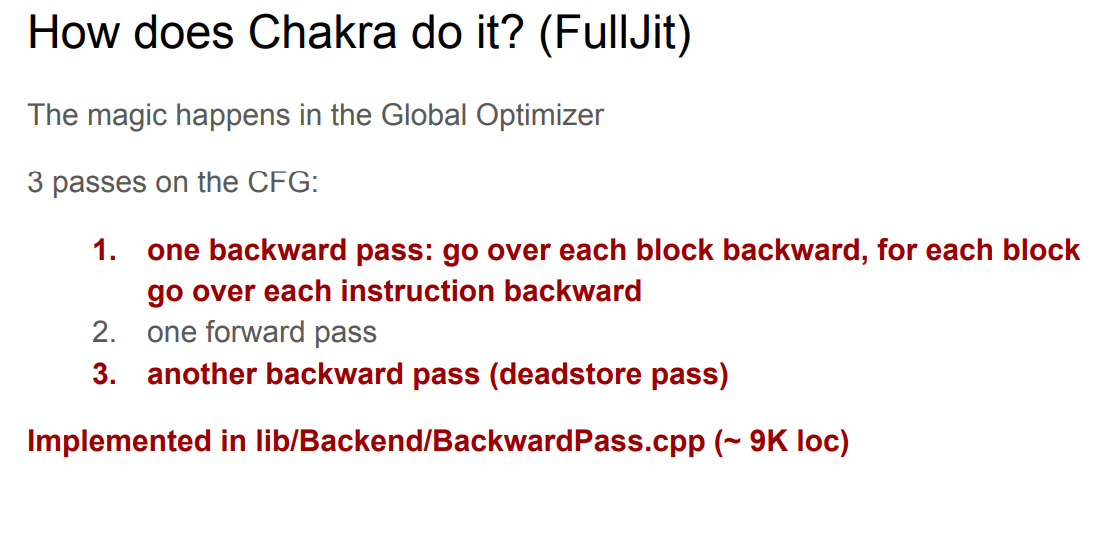 How does Chakra do it? (FullJit)
The magic happens in the Global Optimizer
3 passes on the CFG:
1. one backward pass: go over each block backward, for each block
go over each instruction backward
2. one forward pass
3. another backward pass (deadstore pass)
Implemented in lib/Backend/BackwardPass.cpp (~ 9K loc)